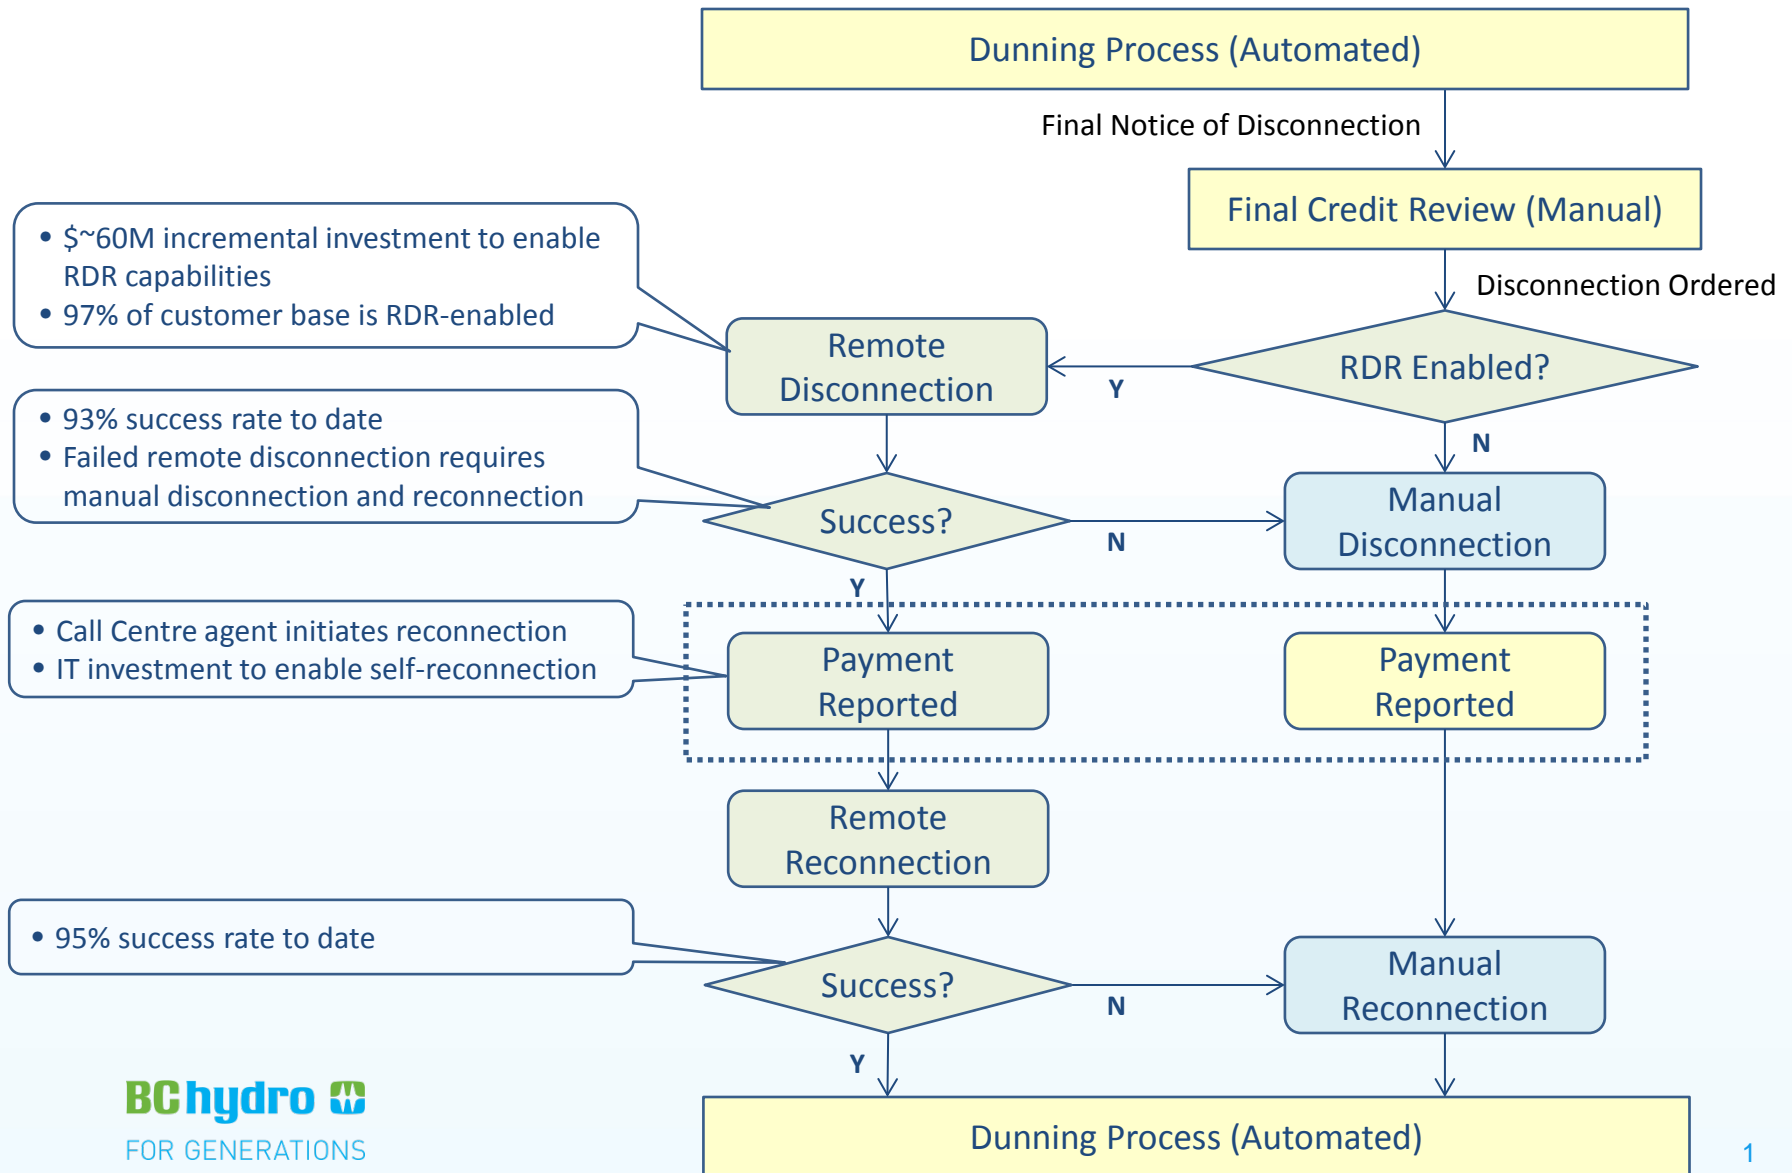 Dunning Process (Automated)
Final Notice of Disconnection
Final Credit Review (Manual)
Disconnection Ordered
• $~60M incremental investment to enable
RDR capabilities
• 97% of customer base is RDR-enabled
Remote
Disconnection
Y
RDR Enabled?
N
• 93% success rate to date
• Failed remote disconnection requires
manual disconnection and reconnection
Success?
N
Manual
Disconnection
Y
• Call Centre agent initiates reconnection
• IT investment to enable self-reconnection
Payment
Reported
Payment
Reported
Remote
Reconnection
• 95% success rate to date
Success?
N
Manual
Reconnection
Y
Dunning Process (Automated)
BC hydro
FOR GENERATIONS
1